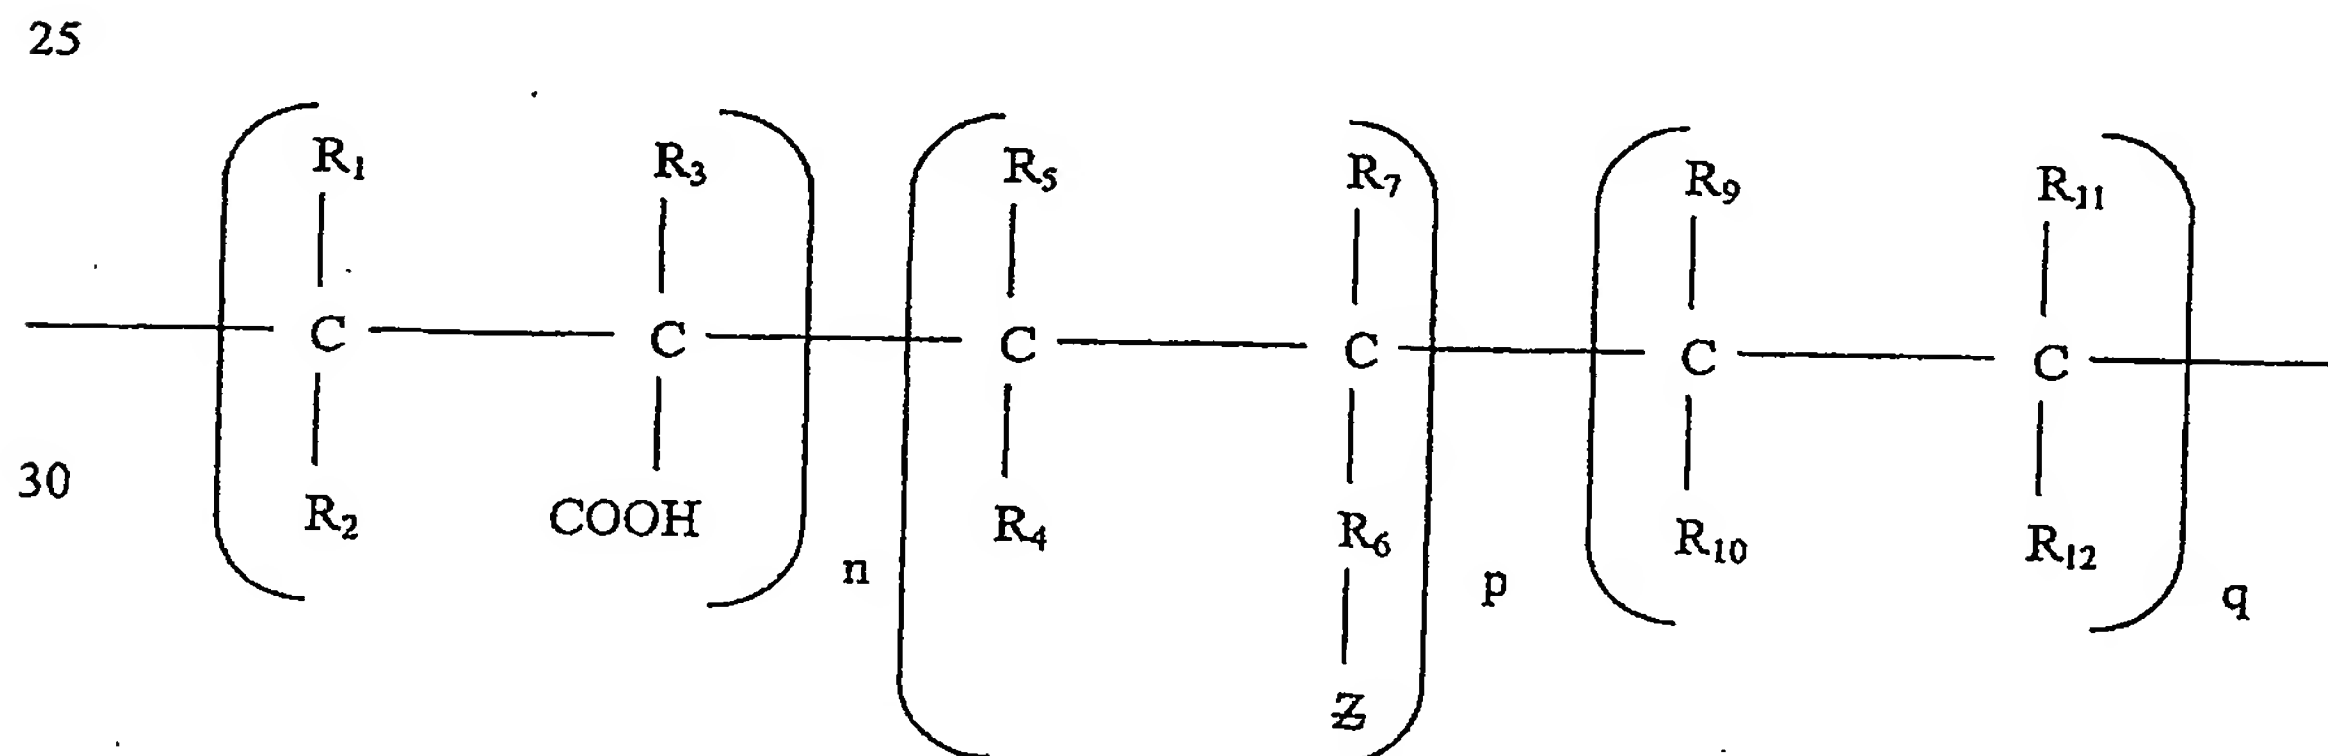 25
R₁ R₃ R₅ R₇ R₉ R₁₁
C C C C C C
30 R₂ COOH R₄ R₆ R₁₀ R₁₂
n p q
Z